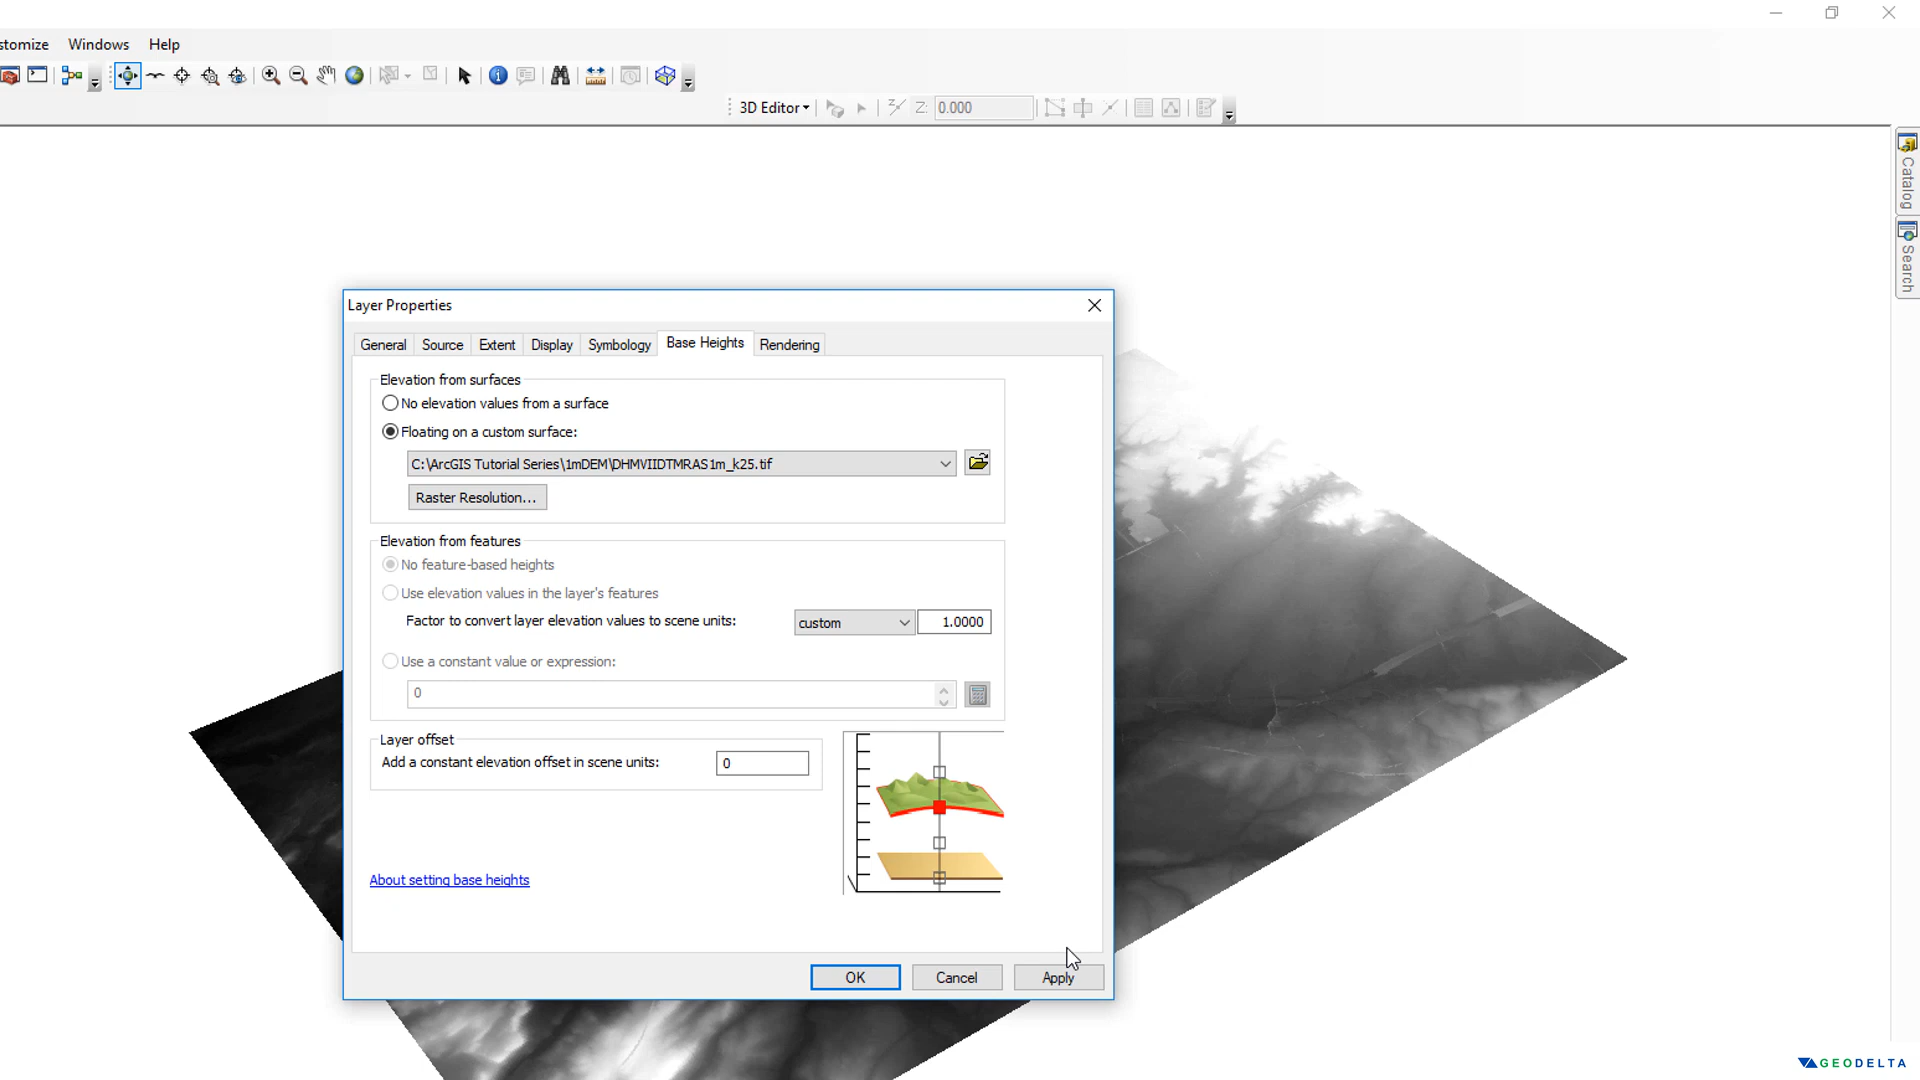 stomize Windows Help
3D Editor Z: 0.000
Catalog
Search
Layer Properties
General Source Extent Display Symbology Base Heights Rendering
Elevation from surfaces
No elevation values from a surface
Floating on a custom surface:
C:\ArcGIS Tutorial Series\1mDEM\DHMVIIDTMRAS1m_k25.tif
Raster Resolution...
Elevation from features
No feature-based heights
Use elevation values in the layer's features
Factor to convert layer elevation values to scene units: custom 1.0000
Use a constant value or expression:
0
Layer offset
Add a constant elevation offset in scene units: 0
About setting base heights
OK Cancel Apply
GEODELTA